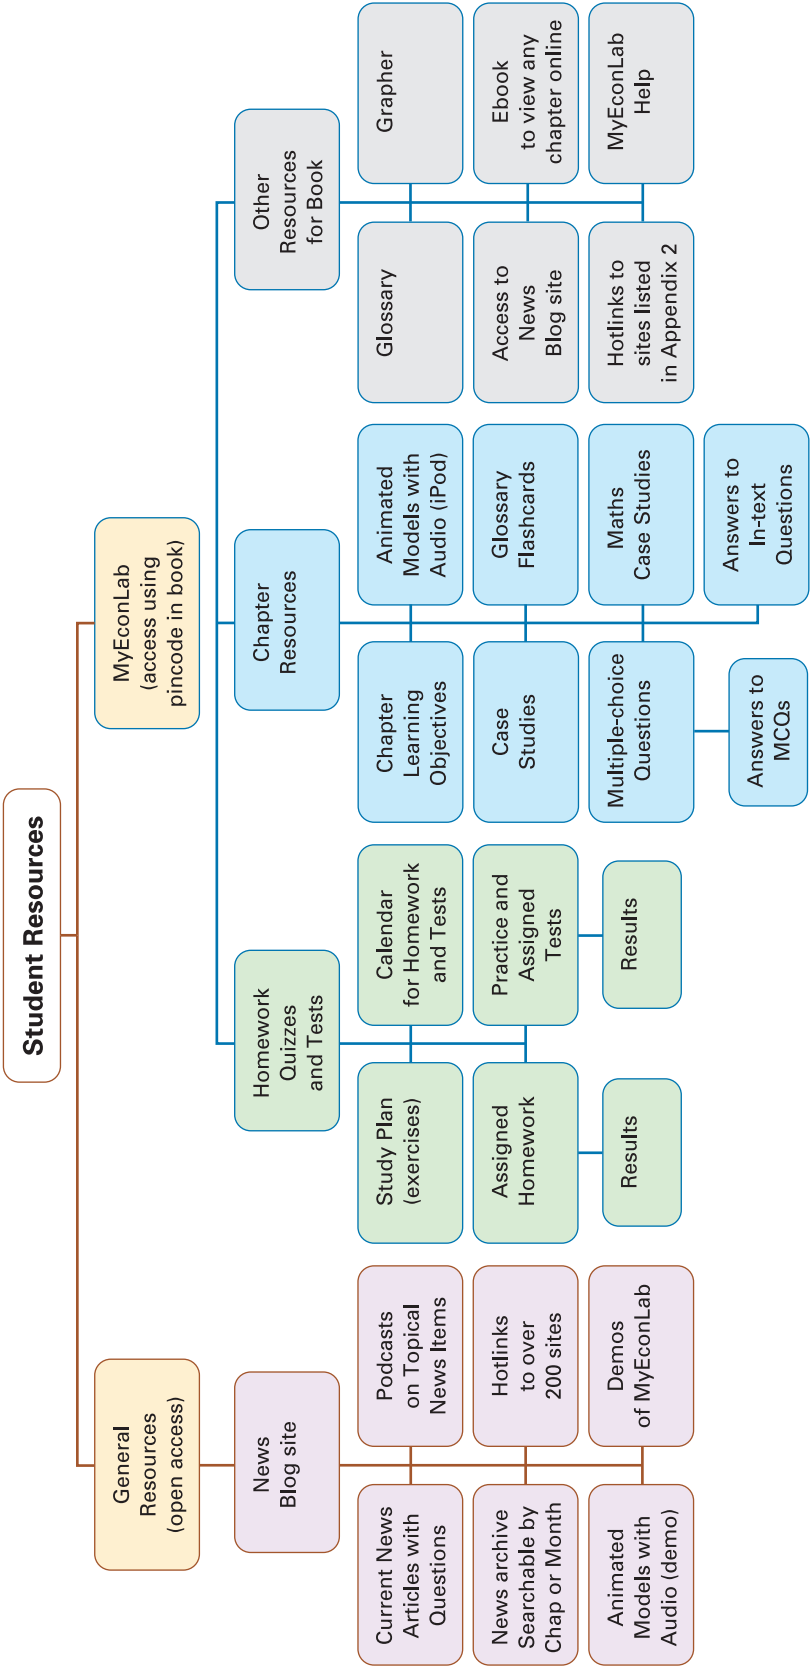 Student Resources
General
Resources
(open access)
MyEconLab
(access using
pincode in book)
News
Blog site
Homework
Quizzes
and Tests
Chapter
Resources
Other
Resources
for Book
Current News
Articles with
Questions
Podcasts
on Topical
News Items
News archive
Searchable by
Chap or Month
Hotlinks
to over
200 sites
Animated
Models with
Audio (demo)
Demos
of MyEconLab
Study Plan
(exercises)
Calendar
for Homework
and Tests
Assigned
Homework
Practice and
Assigned
Tests
Results
Results
Chapter
Learning
Objectives
Animated
Models with
Audio (iPod)
Case
Studies
Glossary
Flashcards
Multiple-choice
Questions
Maths
Case Studies
Answers to
MCQs
Answers to
In-text
Questions
Glossary
Grapher
Access to
News
Blog site
Ebook
to view any
chapter online
Hotlinks to
sites listed
in Appendix 2
MyEconLab
Help